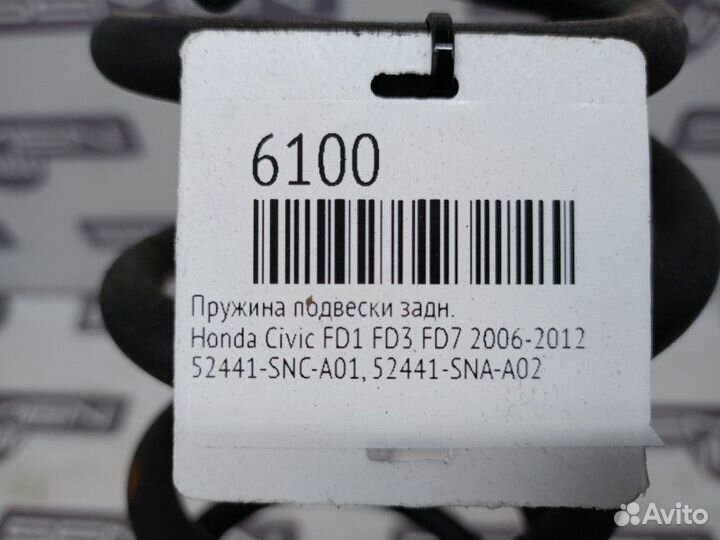 6100
Пружина подвески задн.
Honda Civic FD1 FD3 FD7 2006-2012
52441-SNC-A01, 52441-SNA-A02
Avito